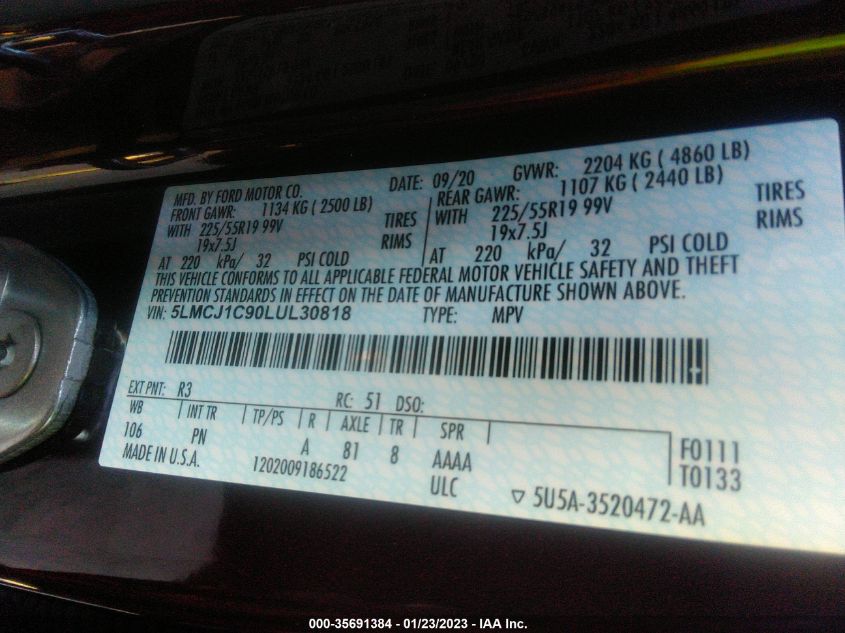 MFD. BY FORD MOTOR CO. DATE: 09/20 GVWR: 2204 KG ( 4860 LB)
FRONT GAWR: 1134 KG ( 2500 LB) REAR GAWR: 1107 KG ( 2440 LB)
WITH 225/55R19 99V TIRES WITH 225/55R19 99V TIRES
19x7.5J RIMS 19x7.5J RIMS
AT 220 kPa/ 32 PSI COLD AT 220 kPa/ 32 PSI COLD
THIS VEHICLE CONFORMS TO ALL APPLICABLE FEDERAL MOTOR VEHICLE SAFETY AND THEFT
PREVENTION STANDARDS IN EFFECT ON THE DATE OF MANUFACTURE SHOWN ABOVE.
VIN: 5LMCJ1C90LUL30818 TYPE: MPV
EXT PNT: R3 RC: 51 DSO:
WB INT TR TP/PS R AXLE TR SPR
106 PN A 81 8 AAAA F0111
MADE IN U.S.A. 1202009186522 ULC T0133
▽ 5U5A-3520472-AA
000-35691384 - 01/23/2023 - IAA Inc.